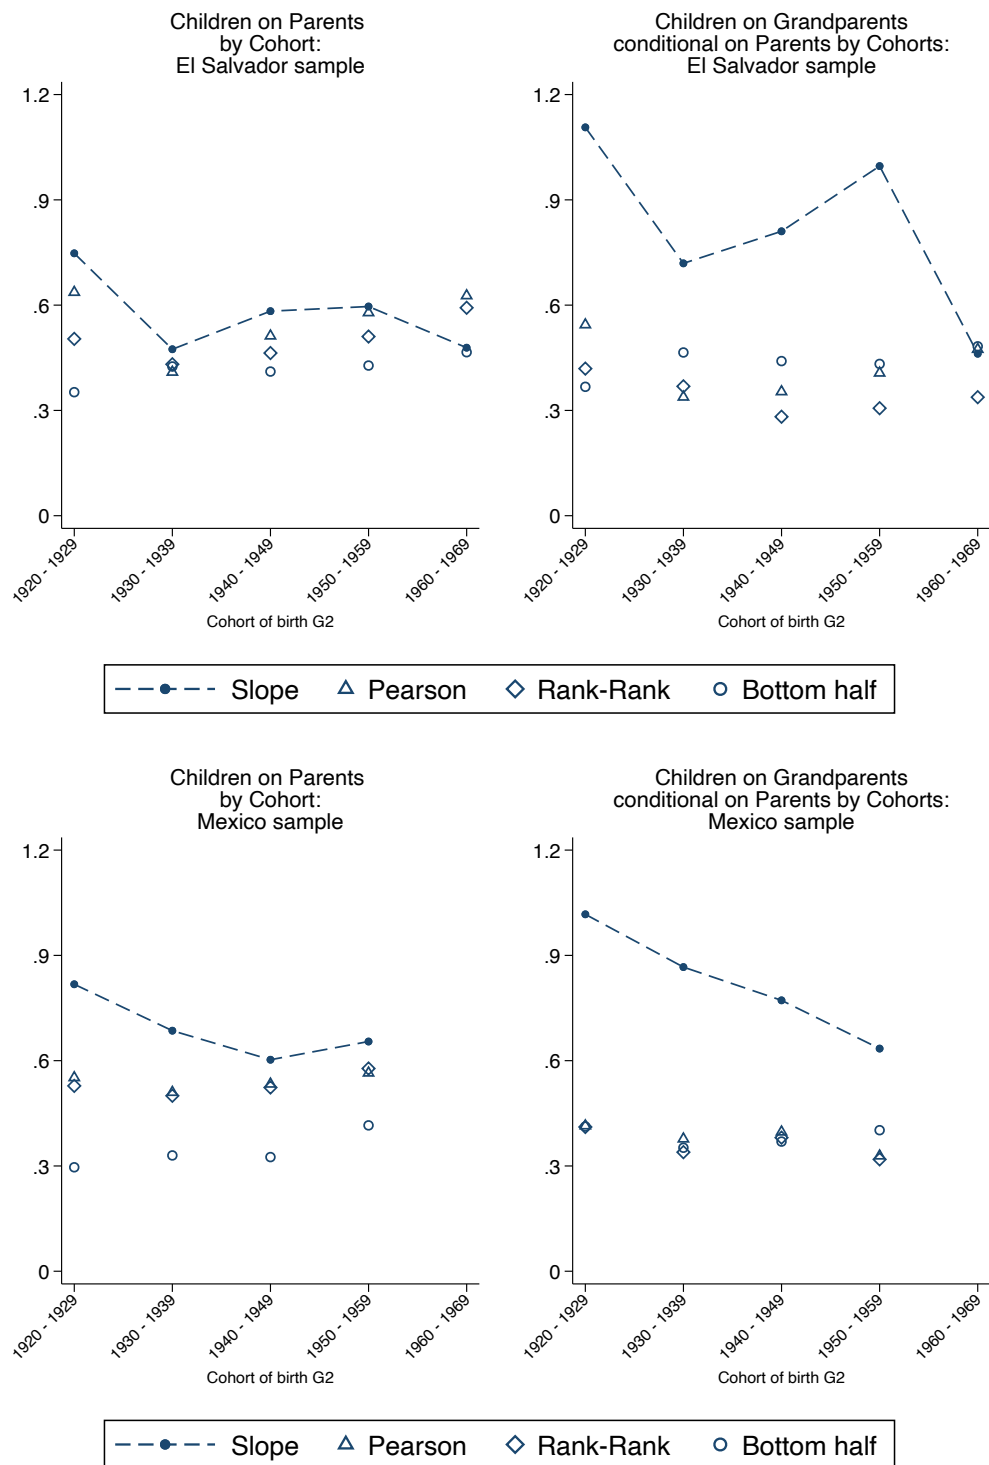 Children on Parents
by Cohort:
El Salvador sample
1.2
.9
.6
.3
0
1920 - 1929
1930 - 1939
1940 - 1949
1950 - 1959
1960 - 1969
Cohort of birth G2
Children on Grandparents
conditional on Parents by Cohorts:
El Salvador sample
1.2
.9
.6
.3
0
1920 - 1929
1930 - 1939
1940 - 1949
1950 - 1959
1960 - 1969
Cohort of birth G2
Slope Pearson Rank-Rank Bottom half
Children on Parents
by Cohort:
Mexico sample
1.2
.9
.6
.3
0
1920 - 1929
1930 - 1939
1940 - 1949
1950 - 1959
1960 - 1969
Cohort of birth G2
Children on Grandparents
conditional on Parents by Cohorts:
Mexico sample
1.2
.9
.6
.3
0
1920 - 1929
1930 - 1939
1940 - 1949
1950 - 1959
1960 - 1969
Cohort of birth G2
Slope Pearson Rank-Rank Bottom half